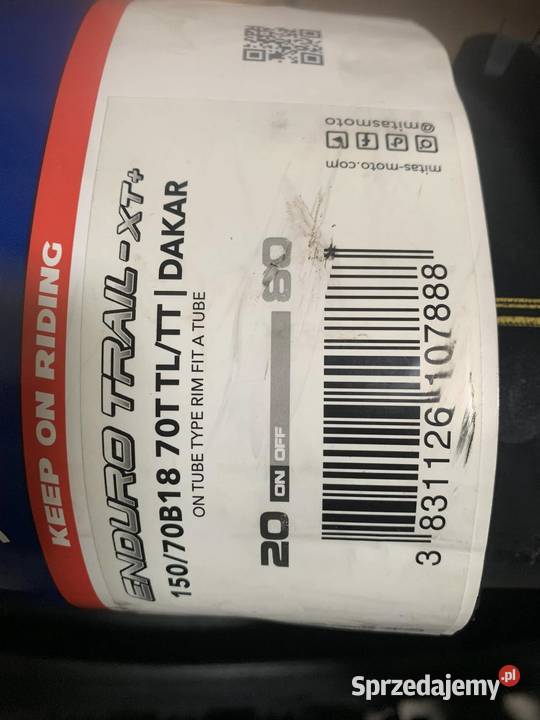 KEEP ON RIDING
ENDURO TRAIL-XT+
150/70B18 70T TL/TT | DAKAR
ON TUBE TYPE RIM FIT A TUBE
20 ON OFF 80
3 831126 107888
@mitasmoto
mitas-moto.com
Sprzedajemy.pl